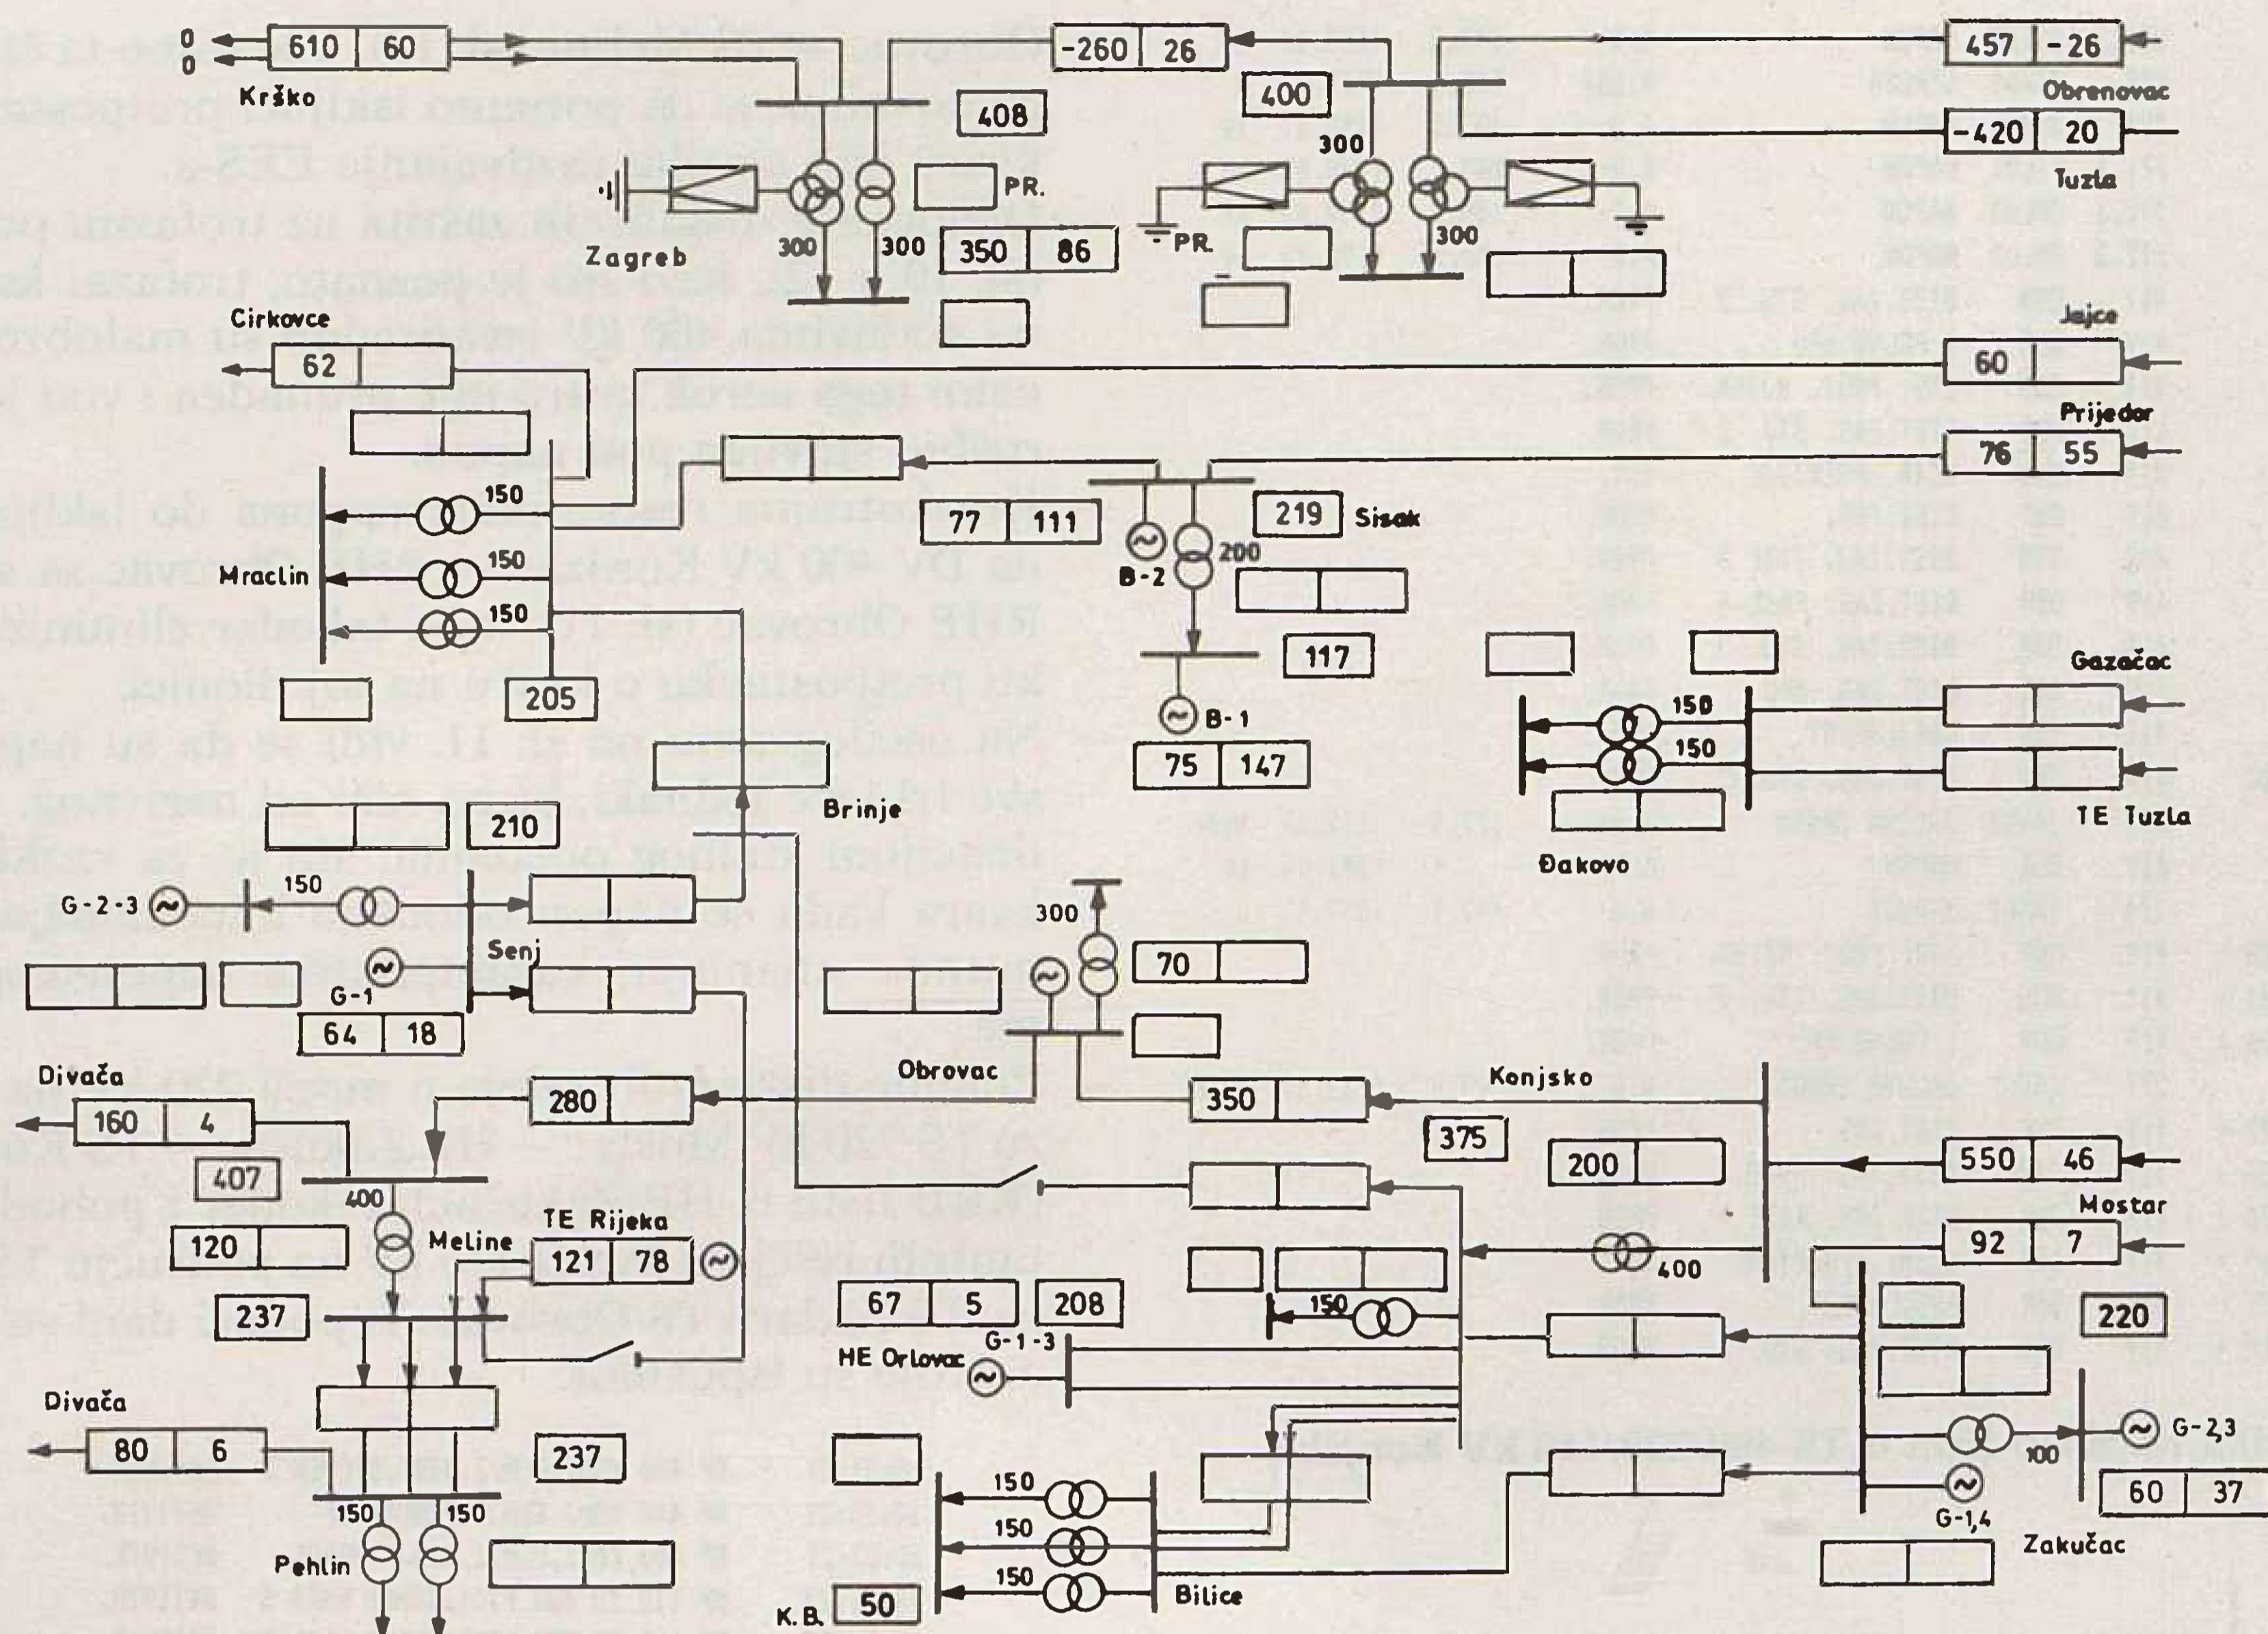 0
0
610 60
Krško
-260 26
457 -26
Obrenovac
400
408
-420 20
Tuzla
300
PR.
Zagreb
300
300
350 86
PR.
300
Cirkovce
62
Jajce
60
Prijedor
76 55
150
77 111
219
Sisak
150
Mraclin
B-2
200
150
205
117
B-1
75 147
Gazačac
150
150
TE Tuzla
Đakovo
Brinje
210
150
G-2-3
Senj
G-1
64 18
300
70
Obrovac
Divača
160 4
280
350
Konjsko
375
407
400
200
550 46
Mostar
120
Meline
TE Rijeka
121 78
92 7
400
237
67 5
208
150
G-1-3
HE Orlovac
220
Divača
80 6
237
G-2,3
100
60 37
G-1,4
Zakučac
150
150
Pehlin
150
150
150
Bilice
K.B.
50